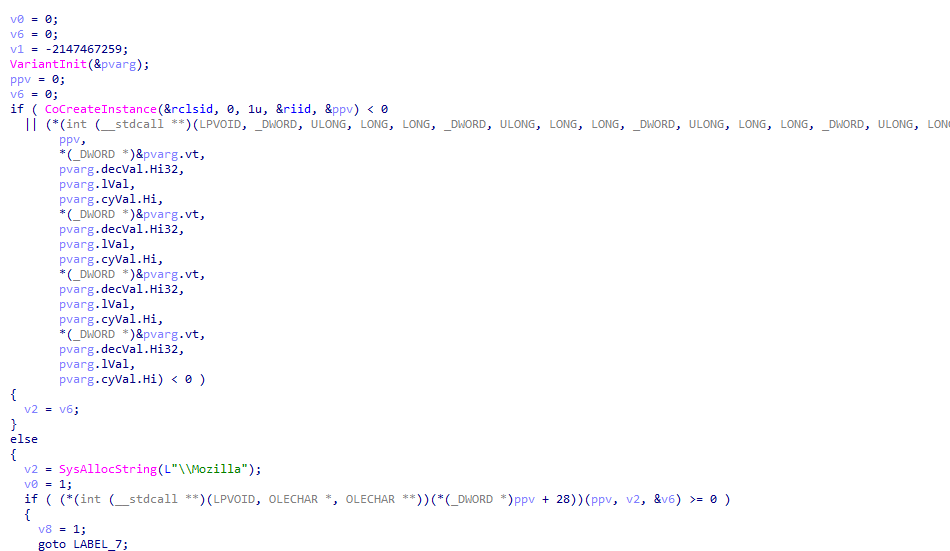 v0 = 0;
v6 = 0;
v1 = -2147467259;
VariantInit(&pvarg);
ppv = 0;
v6 = 0;
if ( CoCreateInstance(&rclsid, 0, 1u, &riid, &ppv) < 0
|| (*(int (__stdcall **)(LPVOID, _DWORD, ULONG, LONG, LONG, _DWORD, ULONG, LONG, LONG, _DWORD, ULONG, LONG, LONG, _DWORD, ULONG, LON
ppv,
*(_DWORD *)&pvarg.vt,
pvarg.decVal.Hi32,
pvarg.lVal,
pvarg.cyVal.Hi,
*(_DWORD *)&pvarg.vt,
pvarg.decVal.Hi32,
pvarg.lVal,
pvarg.cyVal.Hi,
*(_DWORD *)&pvarg.vt,
pvarg.decVal.Hi32,
pvarg.lVal,
pvarg.cyVal.Hi,
*(_DWORD *)&pvarg.vt,
pvarg.decVal.Hi32,
pvarg.lVal,
pvarg.cyVal.Hi) < 0 )
{
v2 = v6;
}
else
{
v2 = SysAllocString(L"\\Mozilla");
v0 = 1;
if ( (*(int (__stdcall **)(LPVOID, OLECHAR *, OLECHAR **))(*(_DWORD *)ppv + 28))(ppv, v2, &v6) >= 0 )
{
v8 = 1;
goto LABEL_7;